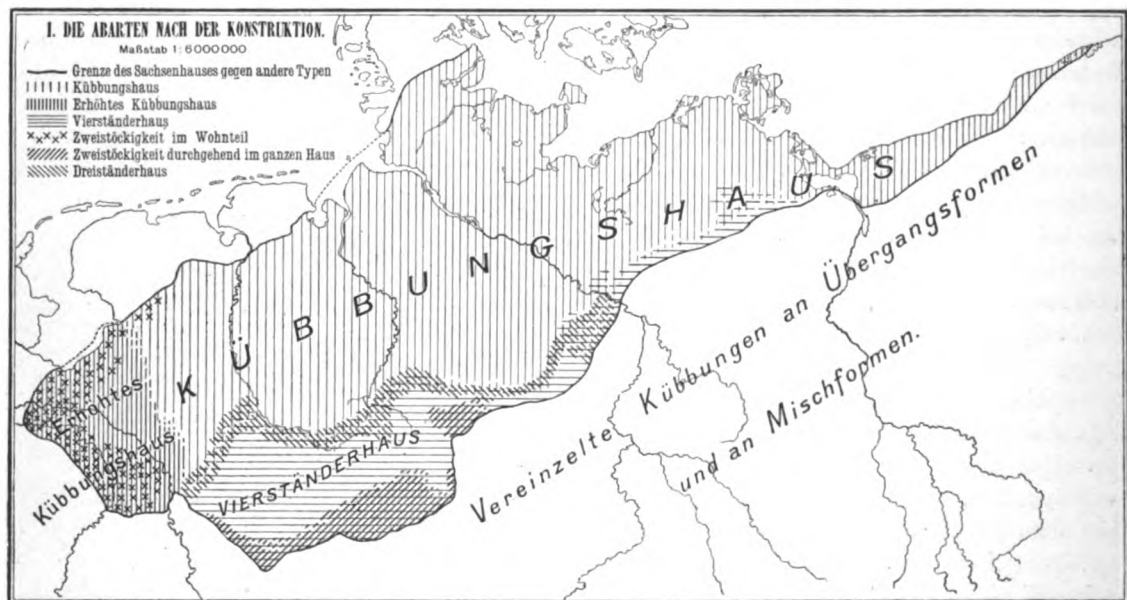 I. DIE ABARTEN NACH DER KONSTRUKTION.
Maßstab 1:6000000
Grenze des Sachsenhauses gegen andere Typen
Kübbungshaus
Erhöhtes Kübbungshaus
Vierständerhaus
Zweistöckigkeit im Wohnteil
Zweistöckigkeit durchgehend im ganzen Haus
Dreiständerhaus
KÜBBUNGSHAUS
Erhöhtes
Kübbungshaus
VIERSTÄNDERHAUS
Vereinzelte Kübbungen an Übergangsformen
und an Mischformen.